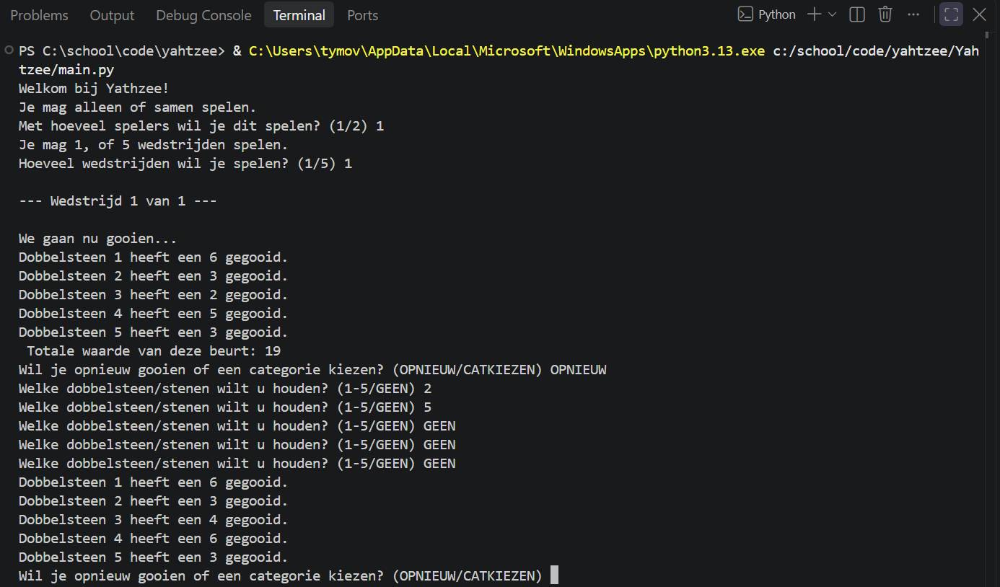 Problems Output Debug Console Terminal Ports Python
PS C:\school\code\yahtzee> & C:\Users\tymov\AppData\Local\Microsoft\WindowsApps\python3.13.exe c:/school/code/yahtzee/Yah
tzee/main.py
Welkom bij Yathzee!
Je mag alleen of samen spelen.
Met hoeveel spelers wil je dit spelen? (1/2) 1
Je mag 1, of 5 wedstrijden spelen.
Hoeveel wedstrijden wil je spelen? (1/5) 1
--- Wedstrijd 1 van 1 ---
We gaan nu gooien...
Dobbelsteen 1 heeft een 6 gegooid.
Dobbelsteen 2 heeft een 3 gegooid.
Dobbelsteen 3 heeft een 2 gegooid.
Dobbelsteen 4 heeft een 5 gegooid.
Dobbelsteen 5 heeft een 3 gegooid.
Totale waarde van deze beurt: 19
Wil je opnieuw gooien of een categorie kiezen? (OPNIEUW/CATKIEZEN) OPNIEUW
Welke dobbelsteen/stenen wilt u houden? (1-5/GEEN) 2
Welke dobbelsteen/stenen wilt u houden? (1-5/GEEN) 5
Welke dobbelsteen/stenen wilt u houden? (1-5/GEEN) GEEN
Welke dobbelsteen/stenen wilt u houden? (1-5/GEEN) GEEN
Welke dobbelsteen/stenen wilt u houden? (1-5/GEEN) GEEN
Dobbelsteen 1 heeft een 6 gegooid.
Dobbelsteen 2 heeft een 3 gegooid.
Dobbelsteen 3 heeft een 4 gegooid.
Dobbelsteen 4 heeft een 6 gegooid.
Dobbelsteen 5 heeft een 3 gegooid.
Wil je opnieuw gooien of een categorie kiezen? (OPNIEUW/CATKIEZEN)